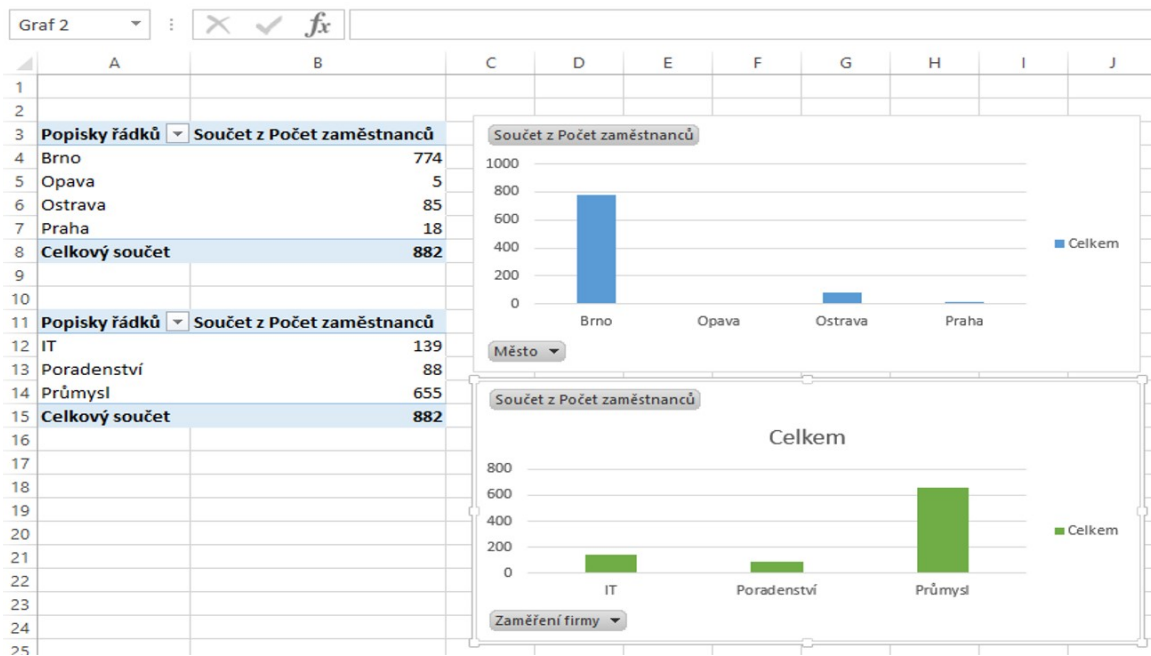 Graf 2
fx
A B C D E F G H I J
1
2
3 Popisky řádků Součet z Počet zaměstnanců
4 Brno 774
5 Opava 5
6 Ostrava 85
7 Praha 18
8 Celkový součet 882
9
10
11 Popisky řádků Součet z Počet zaměstnanců
12 IT 139
13 Poradenství 88
14 Průmysl 655
15 Celkový součet 882
16
17
18
19
20
21
22
23
24
25
Součet z Počet zaměstnanců
1000
800
600
400
200
0
Brno Opava Ostrava Praha
Celkem
Město
Součet z Počet zaměstnanců
Celkem
800
600
400
200
0
IT Poradenství Průmysl
Celkem
Zaměření firmy